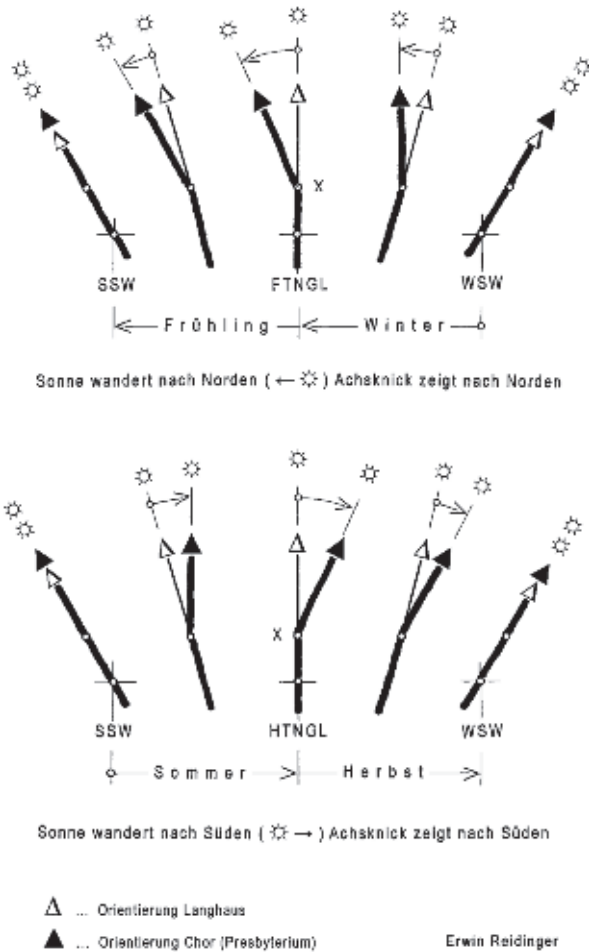 X
SSW FTNGL WSW
Frühling Winter
Sonne wandert nach Norden ( ← ☼ ) Achsknick zeigt nach Norden
X
SSW HTNGL WSW
Sommer Herbst
Sonne wandert nach Süden ( ☼ → ) Achsknick zeigt nach Süden
... Orientierung Langhaus
... Orientierung Chor (Presbyterium) Erwin Reidinger